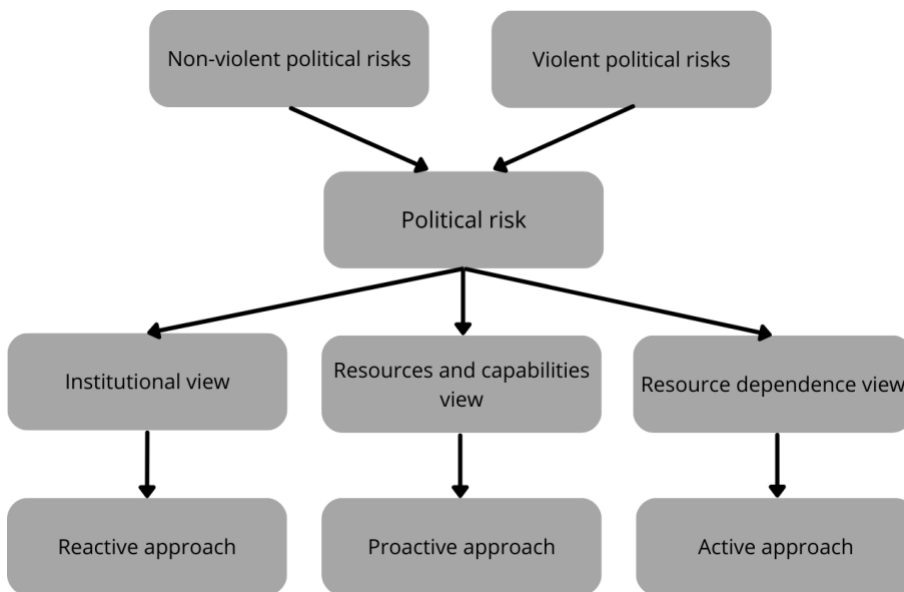 Non-violent political risks
Violent political risks
Political risk
Institutional view
Resources and capabilities
view
Resource dependence view
Reactive approach
Proactive approach
Active approach